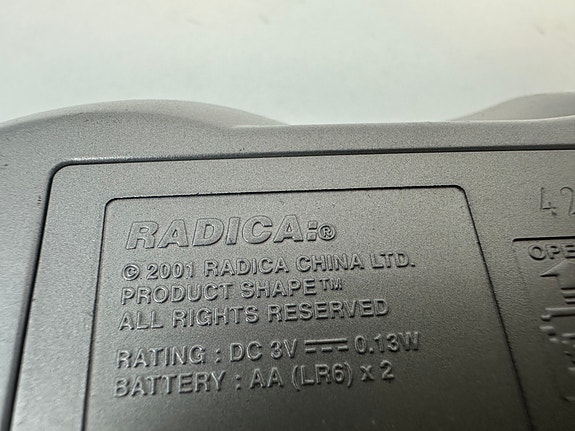 RADICA:®
© 2001 RADICA CHINA LTD.
PRODUCT SHAPE™
ALL RIGHTS RESERVED
RATING : DC 3V ⎓ 0.13W
BATTERY : AA (LR6) x 2